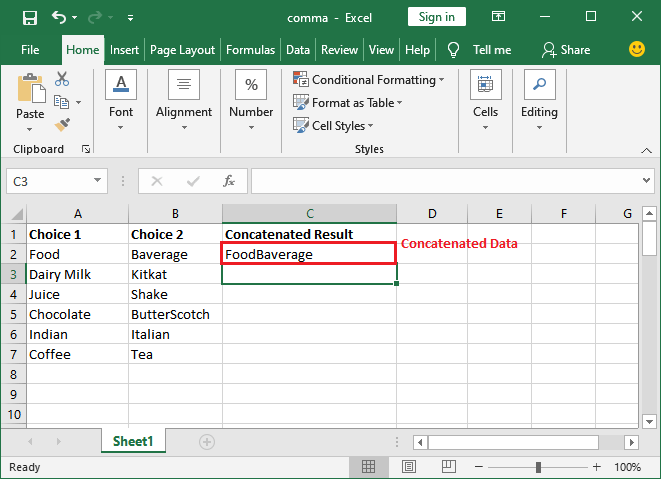 comma - Excel
Sign in
File Home Insert Page Layout Formulas Data Review View Help Tell me Share
Paste
Clipboard
Font
Alignment
%
Number
Conditional Formatting
Format as Table
Cell Styles
Styles
Cells
Editing
C3 fx
A B C D E F G
1 Choice 1 Choice 2 Concatenated Result
2 Food Baverage FoodBaverage Concatenated Data
3 Dairy Milk Kitkat
4 Juice Shake
5 Chocolate ButterScotch
6 Indian Italian
7 Coffee Tea
8
9
10
Sheet1
Ready 100%